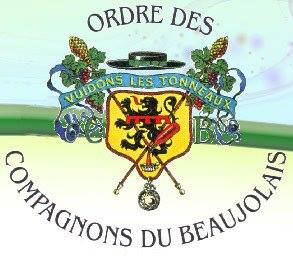 ORDRE DES
VUIDONS LES TONNEAUX
C B
COMPAGNONS DU BEAUJOLAIS